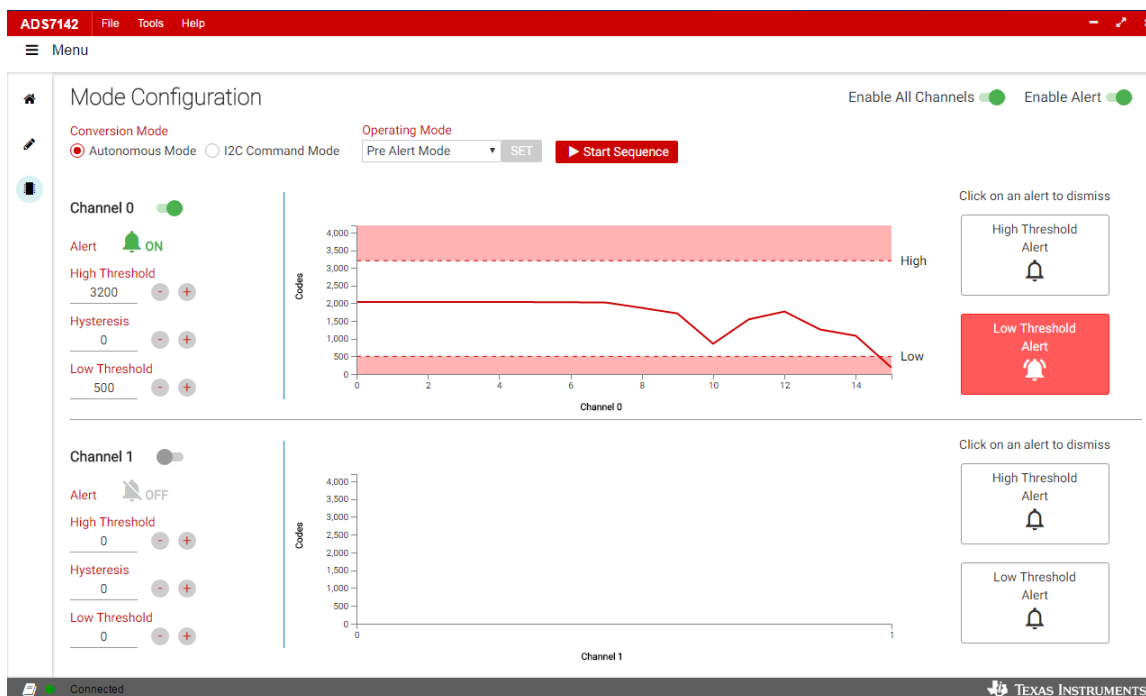 ADS7142 File Tools Help
Menu
Mode Configuration
Enable All Channels Enable Alert
Conversion Mode
Autonomous Mode I2C Command Mode
Operating Mode
Pre Alert Mode SET Start Sequence
Channel 0
Alert ON
High Threshold
3200 - +
Hysteresis
0 - +
Low Threshold
500 - +
Codes
4,000
3,500
3,000
2,500
2,000
1,500
1,000
500
0
0 2 4 6 8 10 12 14
Channel 0
High
Low
Click on an alert to dismiss
High Threshold
Alert
Low Threshold
Alert
Channel 1
Alert OFF
High Threshold
0 - +
Hysteresis
0 - +
Low Threshold
0 - +
Codes
4,000
3,500
3,000
2,500
2,000
1,500
1,000
500
0
0 1
Channel 1
Click on an alert to dismiss
High Threshold
Alert
Low Threshold
Alert
Connected
TEXAS INSTRUMENTS